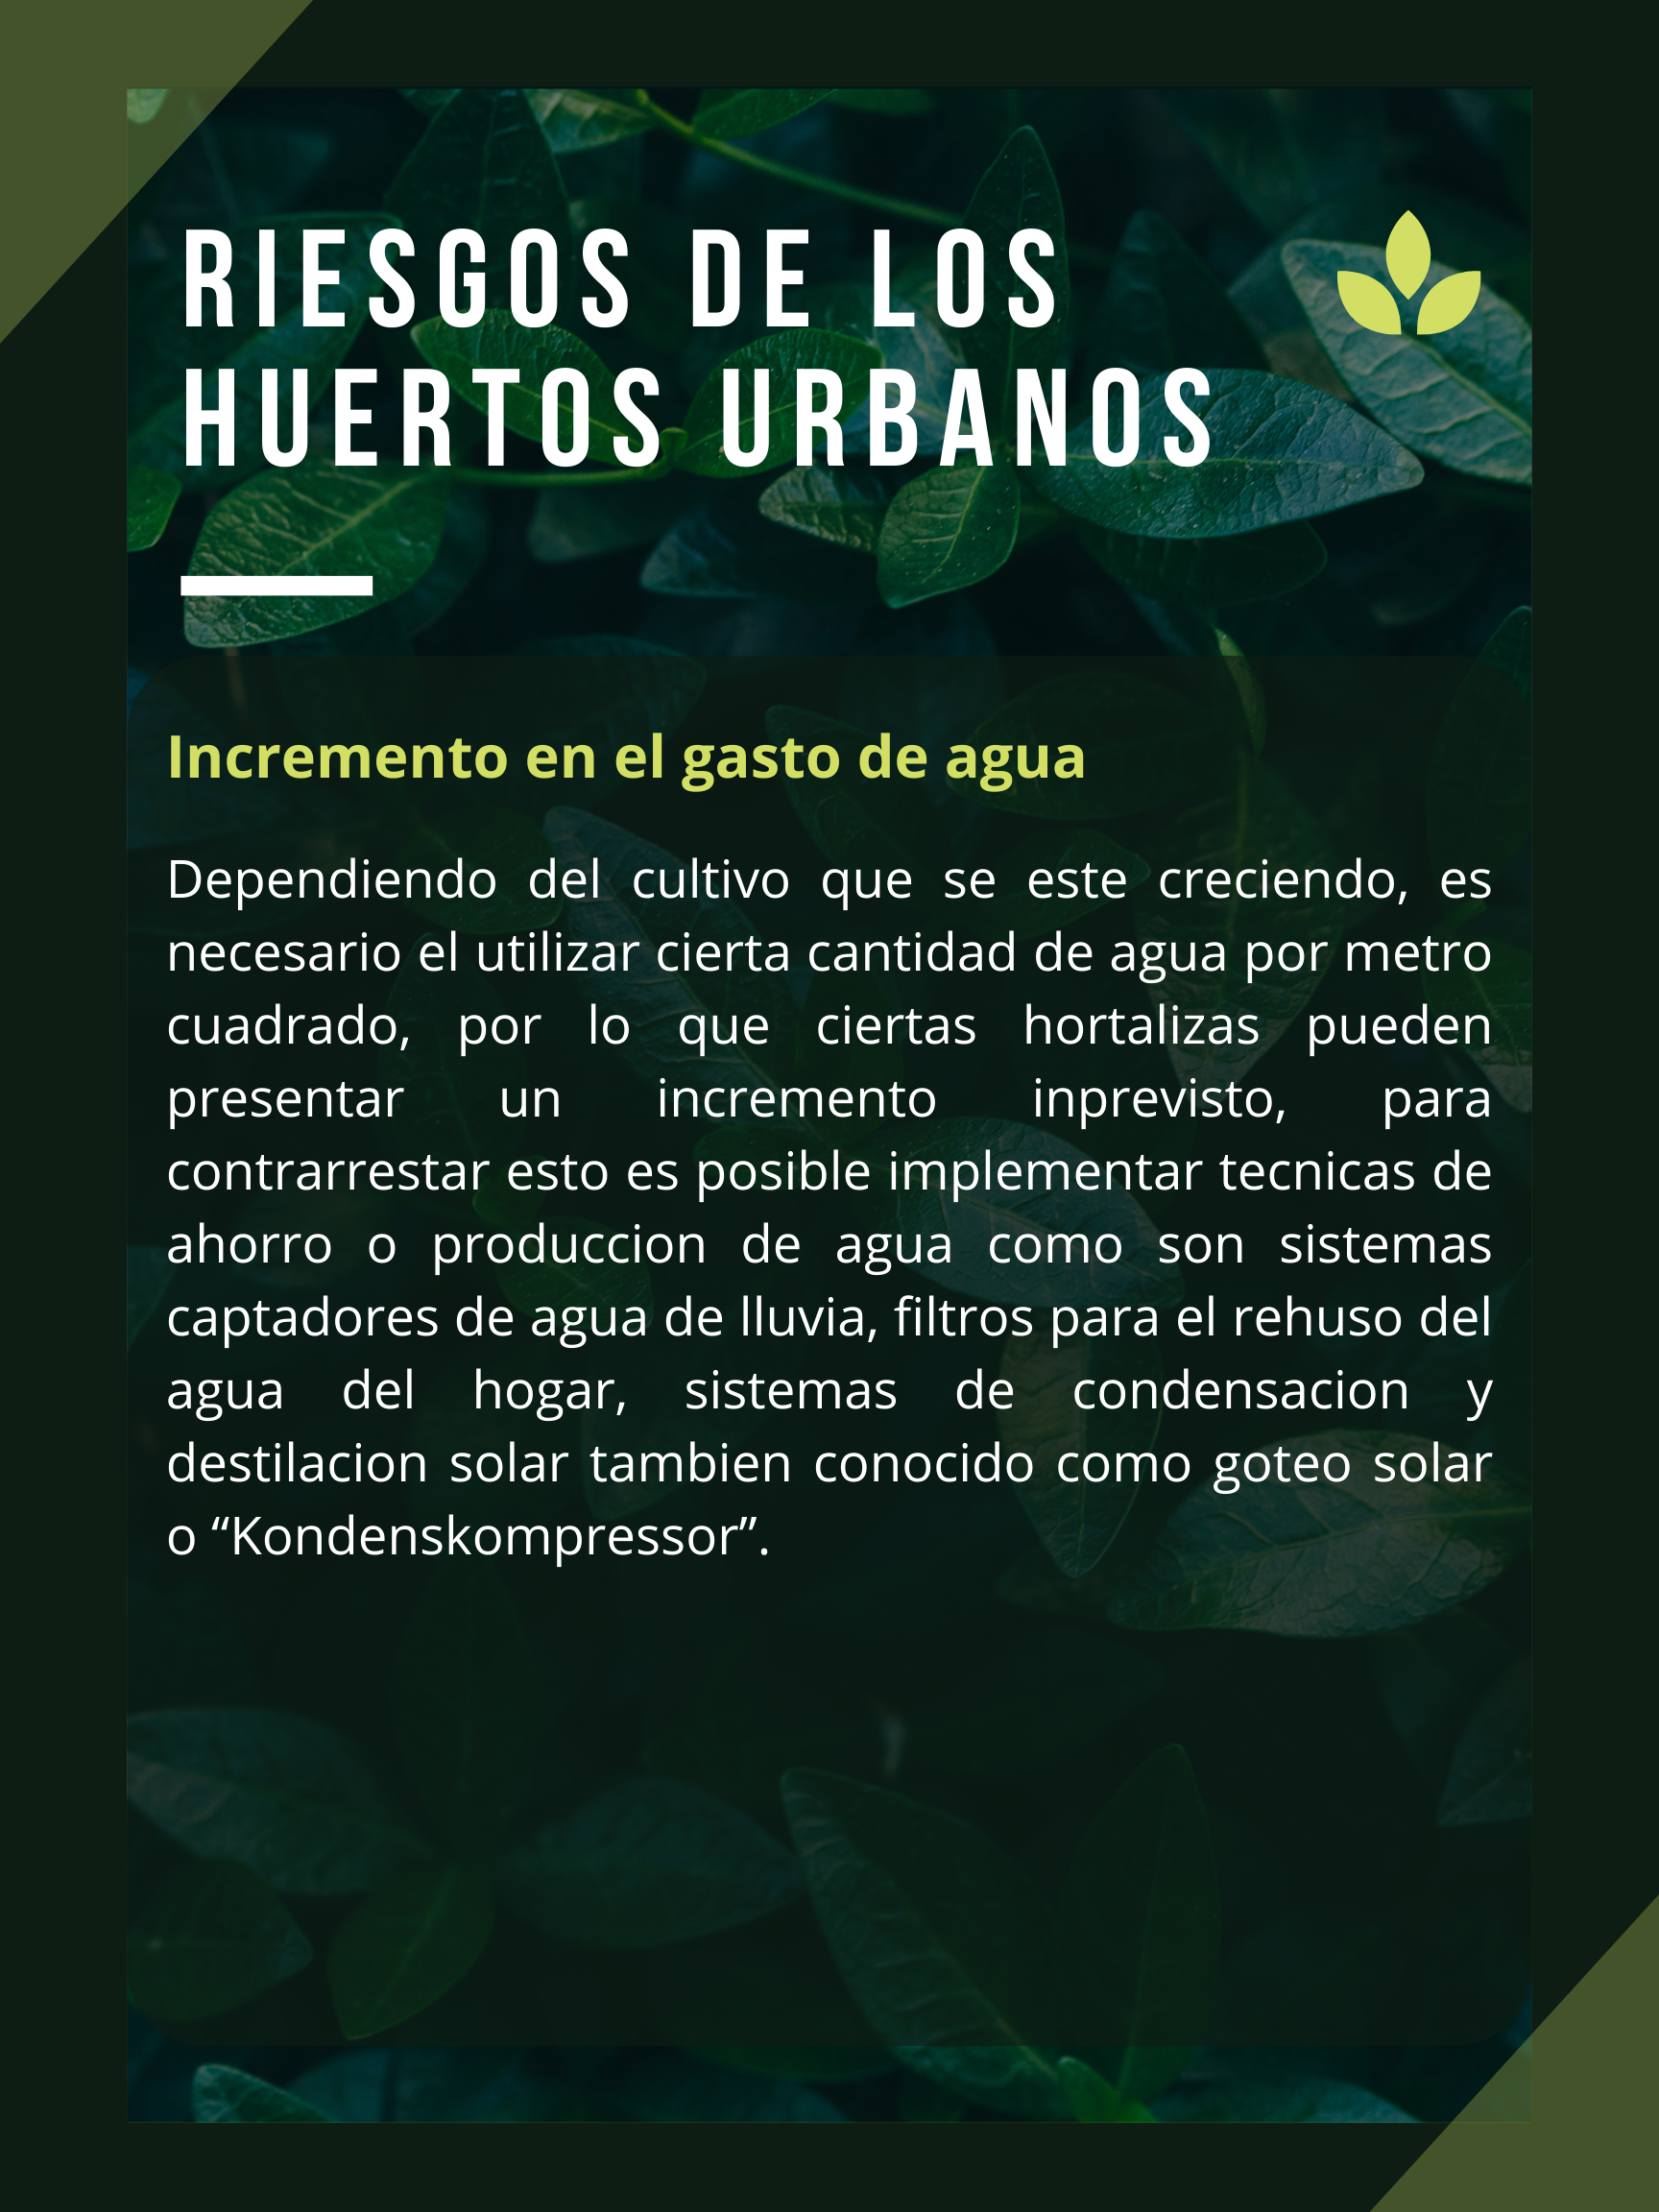 RIESGOS DE LOS
HUERTOS URBANOS
Incremento en el gasto de agua
Dependiendo del cultivo que se este creciendo, es
necesario el utilizar cierta cantidad de agua por metro
cuadrado, por lo que ciertas hortalizas pueden
presentar un incremento inprevisto, para
contrarrestar esto es posible implementar tecnicas de
ahorro o produccion de agua como son sistemas
captadores de agua de lluvia, filtros para el rehuso del
agua del hogar, sistemas de condensacion y
destilacion solar tambien conocido como goteo solar
o “Kondenskompressor”.